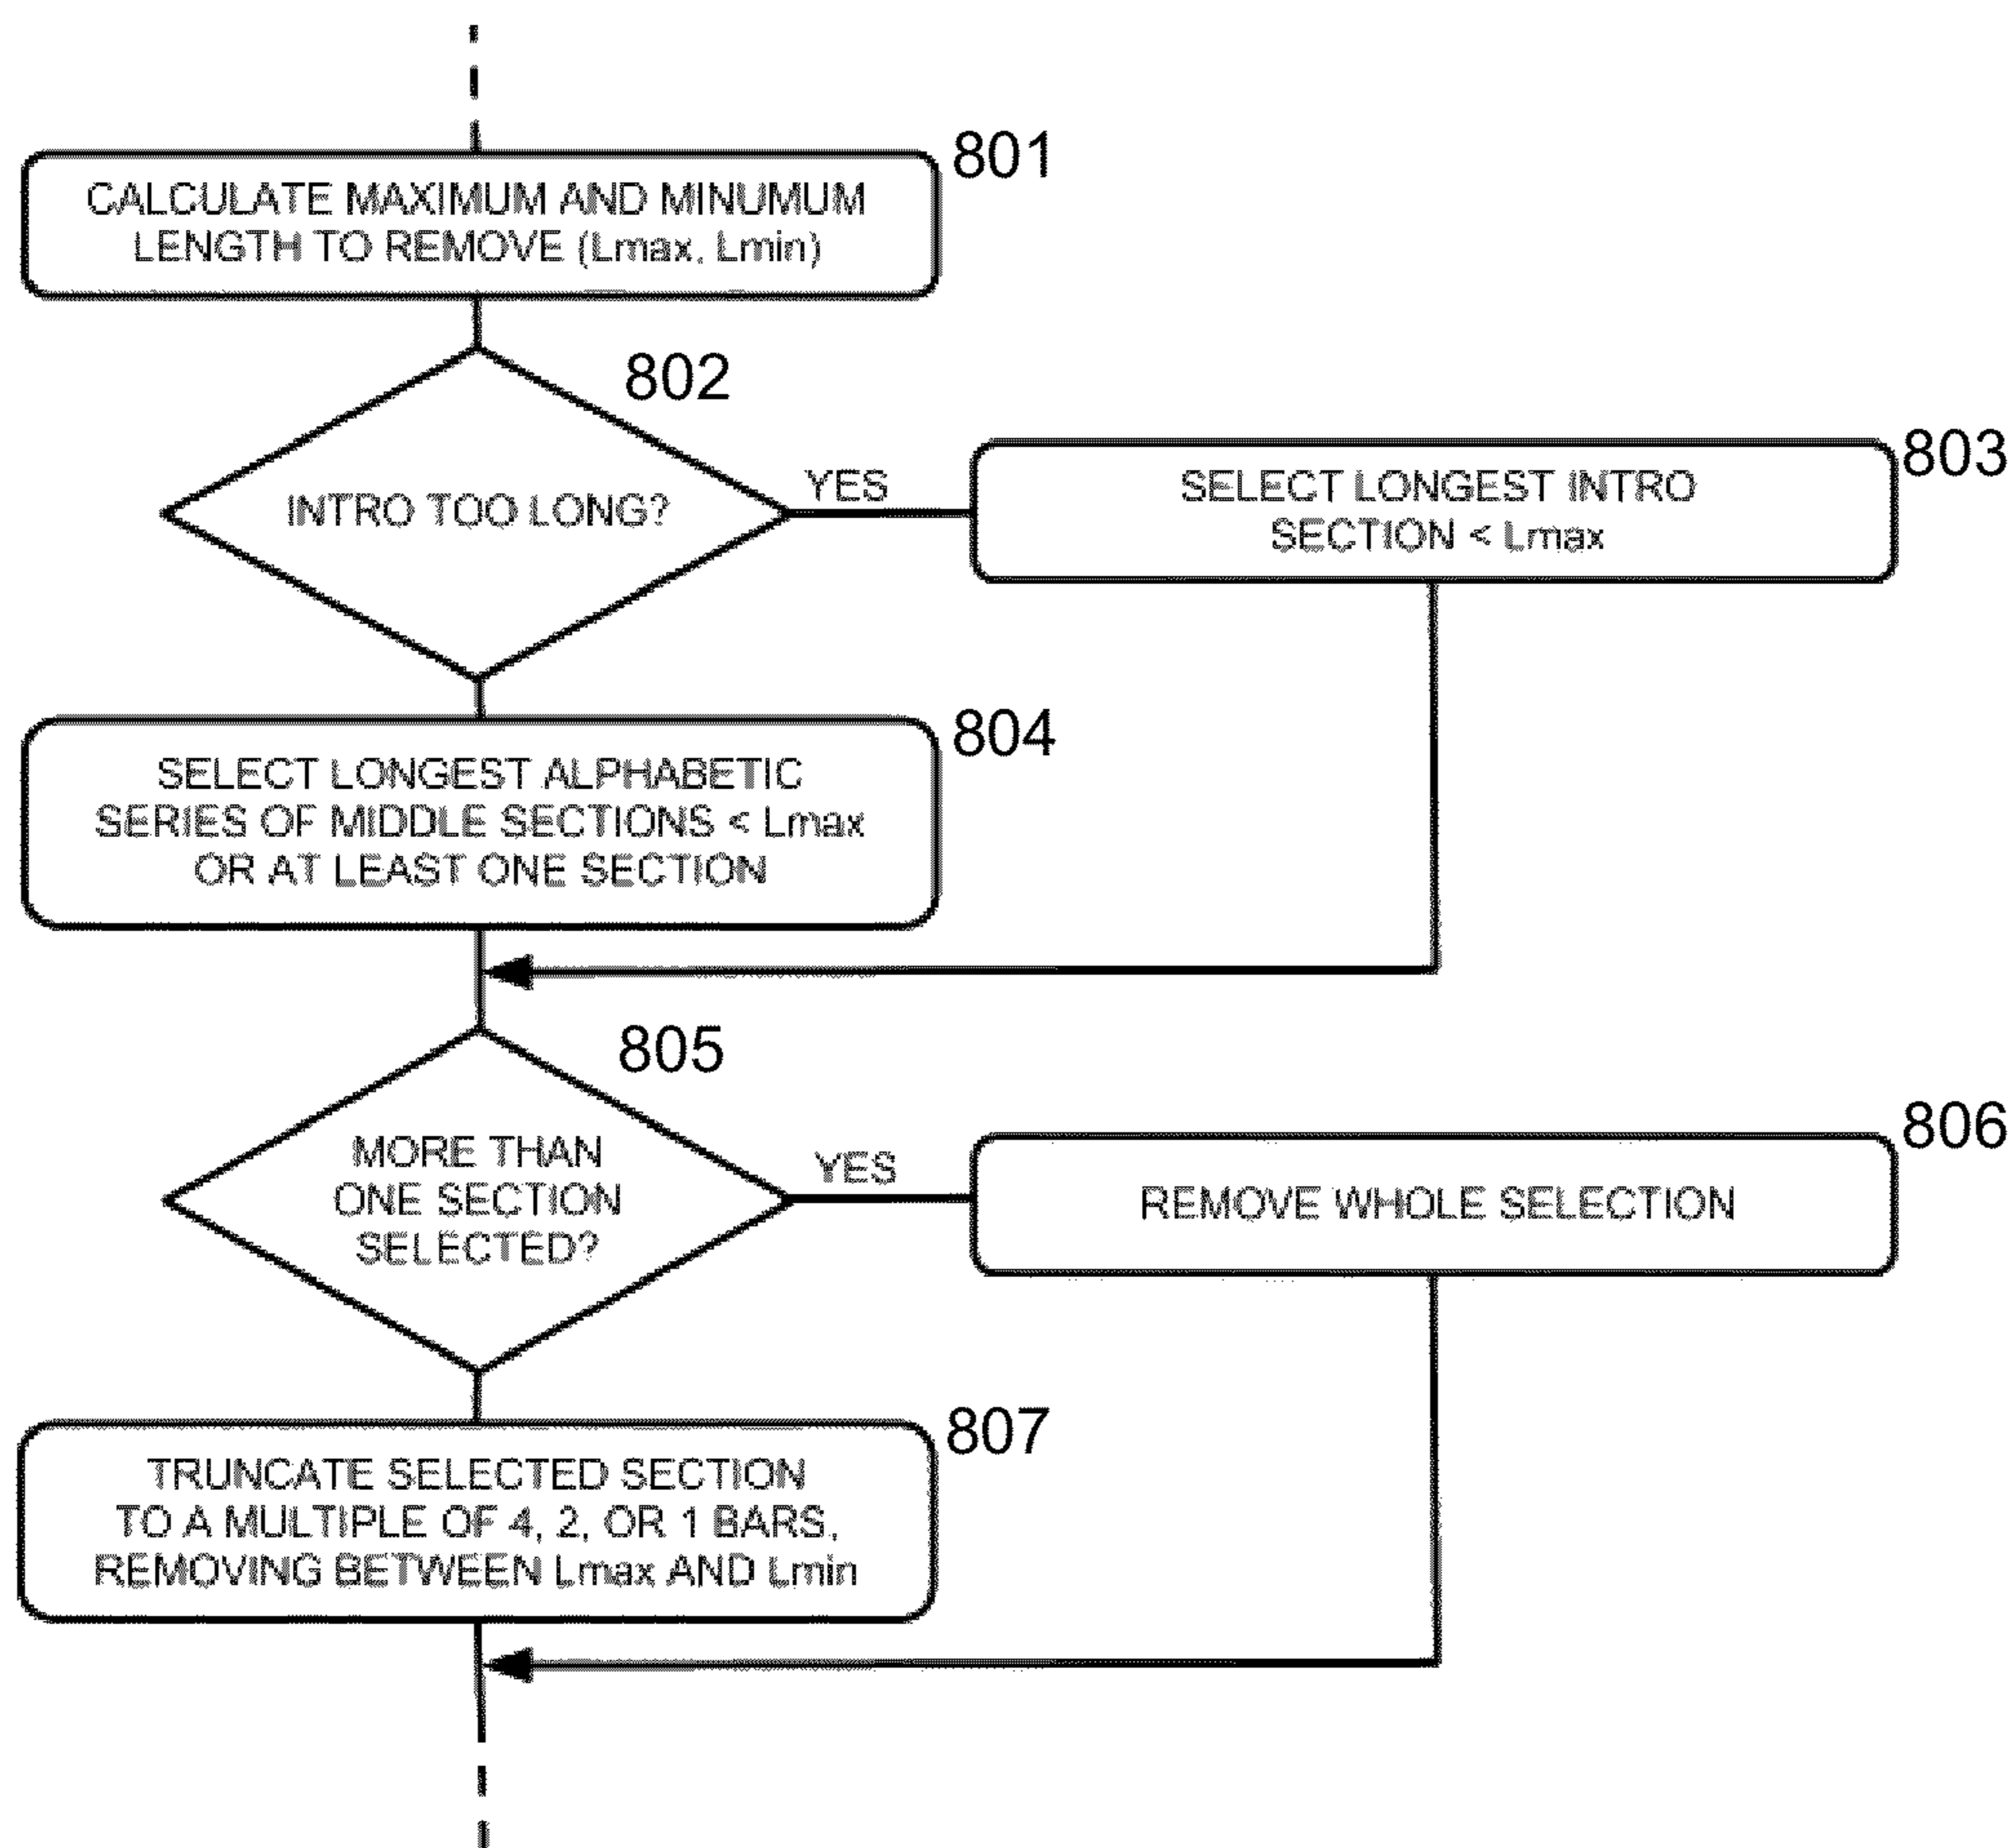 801
CALCULATE MAXIMUM AND MINUMUM
LENGTH TO REMOVE (Lmax, Lmin)
802
INTRO TOO LONG?
YES
803
SELECT LONGEST INTRO
SECTION < Lmax
804
SELECT LONGEST ALPHABETIC
SERIES OF MIDDLE SECTIONS < Lmax
OR AT LEAST ONE SECTION
805
MORE THAN
ONE SECTION
SELECTED?
YES
806
REMOVE WHOLE SELECTION
807
TRUNCATE SELECTED SECTION
TO A MULTIPLE OF 4, 2, OR 1 BARS,
REMOVING BETWEEN Lmax AND Lmin